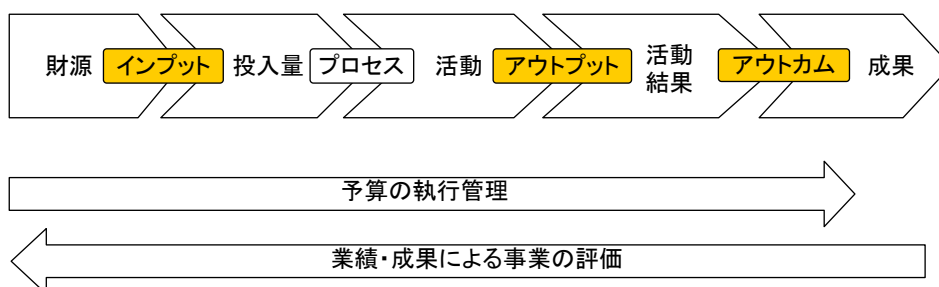 財源
インプット
投入量
プロセス
活動
アウトプット
活動
結果
アウトカム
成果
予算の執行管理
業績・成果による事業の評価